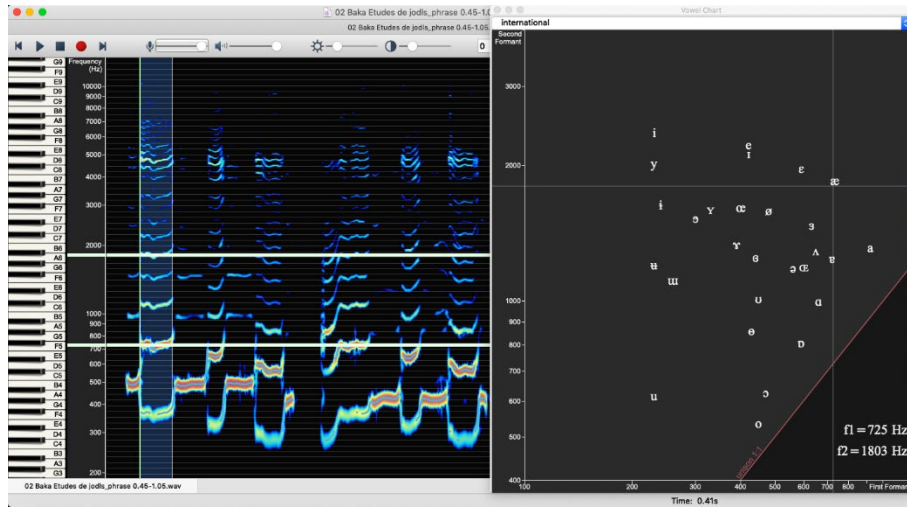 02 Baka Etudes de jodls_phrase 0.45-1.0
02 Baka Etudes de jodls_phrase 0.45-1.05.
0
G9
F9
E9
D9
C9
B8
A8
G8
F8
E8
D8
C8
B7
A7
G7
F7
E7
D7
C7
B6
A6
G6
F6
E6
D6
C6
B5
A5
G5
F5
E5
D5
C5
B4
A4
G4
F4
E4
D4
C4
B3
A3
G3
Frequency
(Hz)
10000
9000
8000
7000
6000
5000
4000
3000
2000
1000
900
800
700
600
500
400
300
200
02 Baka Etudes de jodls_phrase 0.45-1.05.wav
Vowel Chart
international
Second
Formant
3000
2000
1000
900
800
700
600
500
400
i
e
ɪ
y
ɛ
æ
ɨ
ɘ
ʏ
œ
ø
ɜ
ɤ
ʌ
a
ʉ
ɞ
ɐ
ə
ɶ
ɯ
ʊ
ɑ
ɵ
ɒ
u
ɔ
o
unison 1:1
f1=725 Hz
f2=1803 Hz
100
200
300
400
500
600
700
800
First Forman
Time: 0.41s